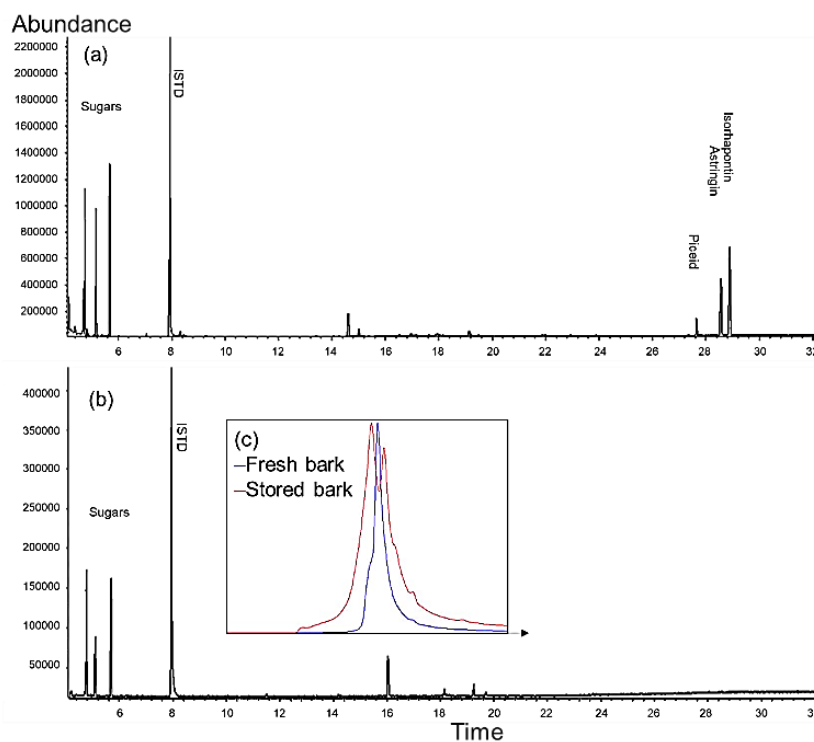 Abundance
(a)
2200000
2000000
1800000
1600000
1400000
1200000
1000000
800000
600000
400000
200000
Sugars
ISTD
Piceid
Astringin
Isorhapontin
6 8 10 12 14 16 18 20 22 24 26 28 30 32
(b)
400000
350000
300000
250000
200000
150000
100000
50000
Sugars
ISTD
(c)
Fresh bark
Stored bark
6 8 10 12 14 16 18 20 22 24 26 28 30 32
Time